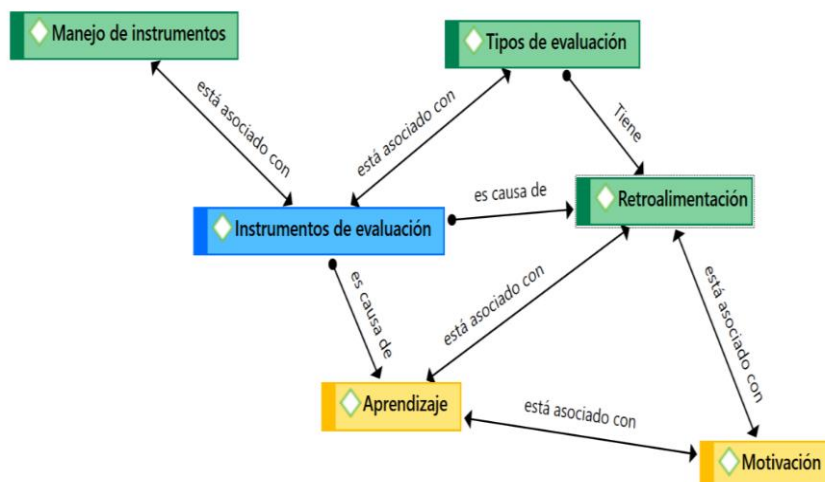 Manejo de instrumentos
Tipos de evaluación
está asociado con
está asociado con
Tiene
es causa de
Retroalimentación
Instrumentos de evaluación
es causa de
está asociado con
está asociado con
Aprendizaje
está asociado con
Motivación